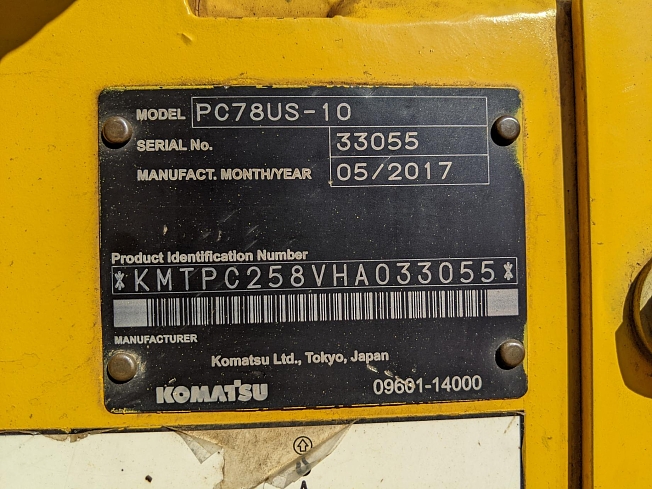 MODEL PC78US-10
SERIAL No. 33055
MANUFACT. MONTH/YEAR 05/2017
Product Identification Number
*KMTPC258VHA033055*
MANUFACTURER
Komatsu Ltd., Tokyo, Japan
KOMATSU 09601-14000